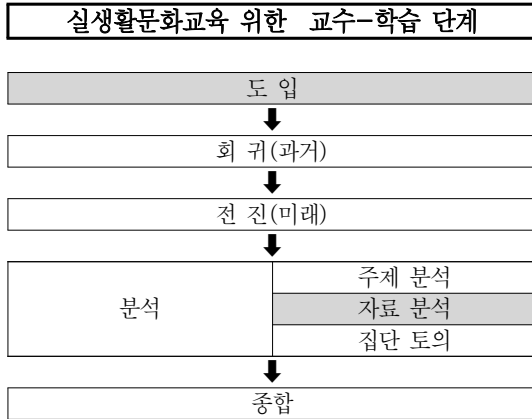 실생활문화교육 위한 교수-학습 단계
도 입
회 귀(과거)
전 진(미래)
분석
주제 분석
자료 분석
집단 토의
종합